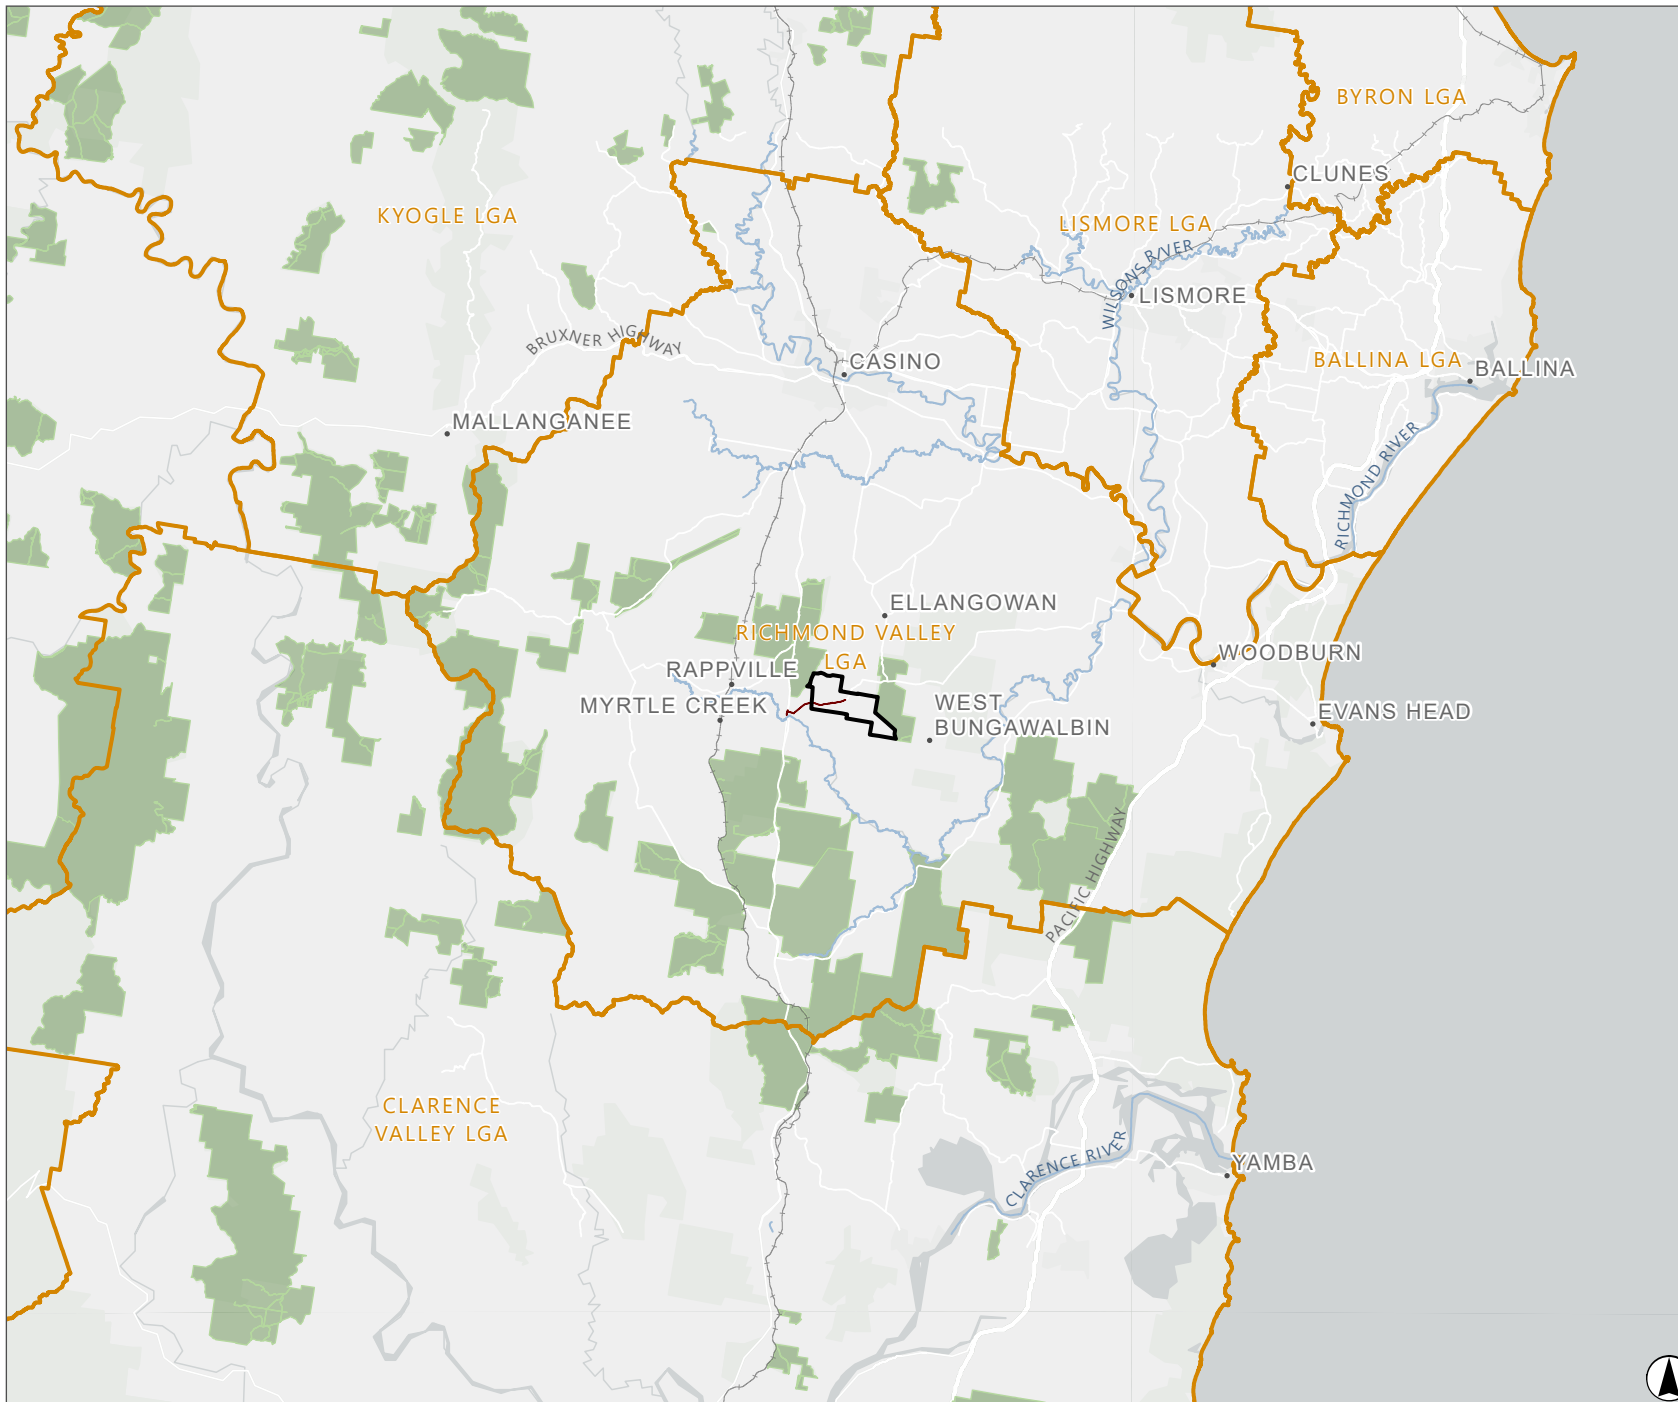 BYRON LGA
CLUNES
KYOGLE LGA
LISMORE LGA
WILSONS RIVER
LISMORE
BRUXNER HIGHWAY
CASINO
BALLINA LGA
BALLINA
MALLANGANEE
RICHMOND RIVER
ELLANGOWAN
RICHMOND VALLEY
LGA
WOODBURN
RAPPVILLE
MYRTLE CREEK
WEST
BUNGAWALBIN
EVANS HEAD
PACIFIC HIGHWAY
CLARENCE
VALLEY LGA
CLARENCE RIVER
YAMBA